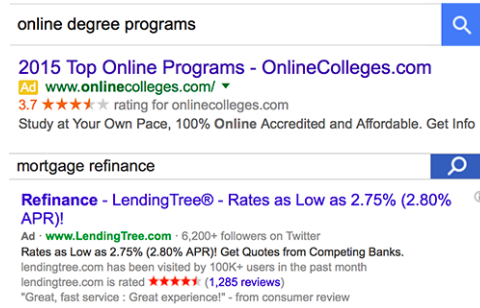 online degree programs
2015 Top Online Programs - OnlineColleges.com
Ad www.onlinecolleges.com/
3.7 ★★★★★ rating for onlinecolleges.com
Study at Your Own Pace, 100% Online Accredited and Affordable. Get Info
mortgage refinance
Refinance - LendingTree® - Rates as Low as 2.75% (2.80%
APR)!
Ad · www.LendingTree.com · 6,200+ followers on Twitter
Rates as Low as 2.75% (2.80% APR)! Get Quotes from Competing Banks.
lendingtree.com has been visited by 100K+ users in the past month
lendingtree.com is rated ★★★★★ (1,285 reviews)
"Great, fast service : Great experience!" - from consumer review